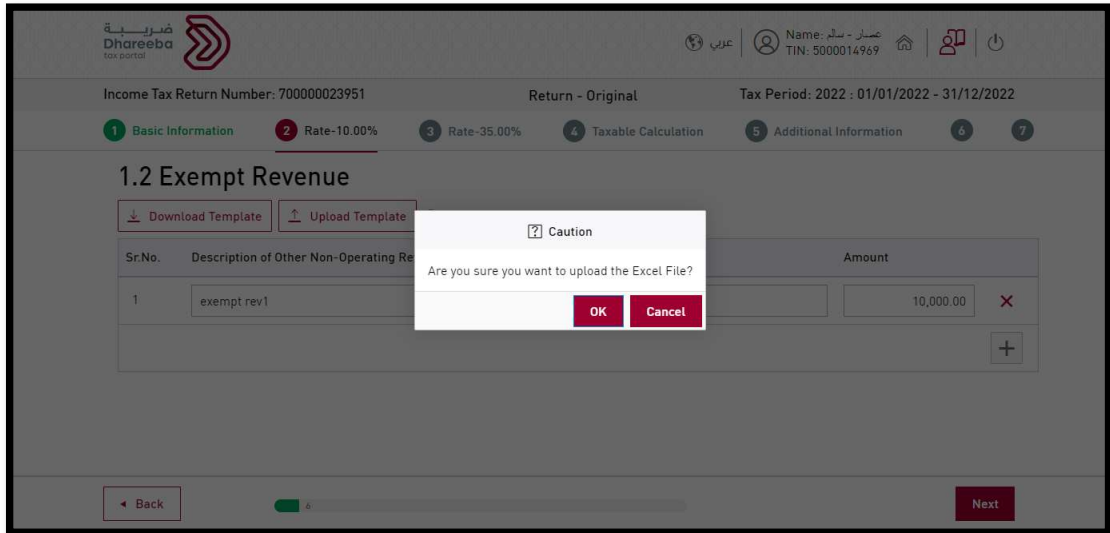 ضريبة
Dhareeba
tax portal
عربي
Name: عصار - سالم
TIN: 5000014969
Income Tax Return Number: 700000023951
Return - Original
Tax Period: 2022 : 01/01/2022 - 31/12/2022
1 Basic Information
2 Rate-10.00%
3 Rate-35.00%
4 Taxable Calculation
5 Additional Information
6
7
1.2 Exempt Revenue
Download Template
Upload Template
Sr.No.
Description of Other Non-Operating Re
Amount
1
exempt rev1
10,000.00
Caution
Are you sure you want to upload the Excel File?
OK
Cancel
Back
6
Next